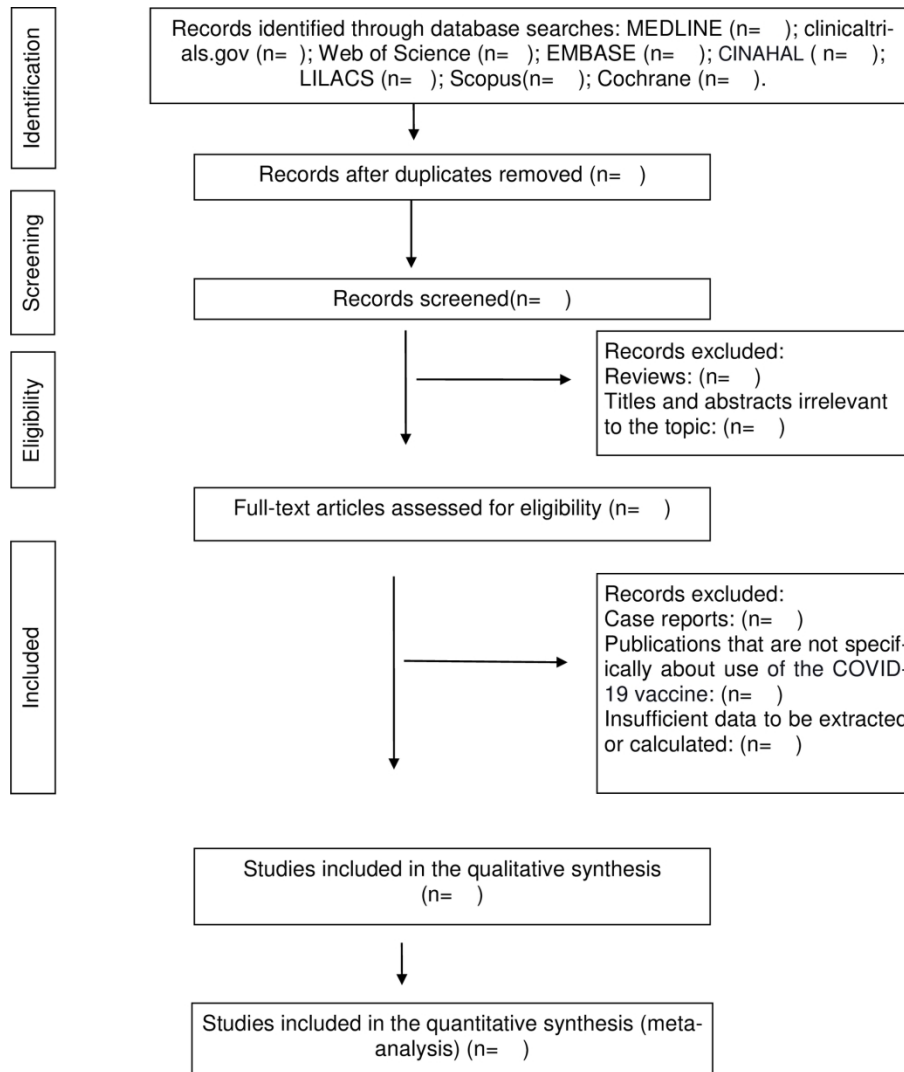 Records identified through database searches: MEDLINE (n= ); clinicaltri-
als.gov (n= ); Web of Science (n= ); EMBASE (n= ); CINAHAL ( n= );
LILACS (n= ); Scopus(n= ); Cochrane (n= ).
Identification
Records after duplicates removed (n= )
Screening
Records screened(n= )
Eligibility
Records excluded:
Reviews: (n= )
Titles and abstracts irrelevant
to the topic: (n= )
Full-text articles assessed for eligibility (n= )
Included
Records excluded:
Case reports: (n= )
Publications that are not specif-
ically about use of the COVID-
19 vaccine: (n= )
Insufficient data to be extracted
or calculated: (n= )
Studies included in the qualitative synthesis
(n= )
Studies included in the quantitative synthesis (meta-
analysis) (n= )